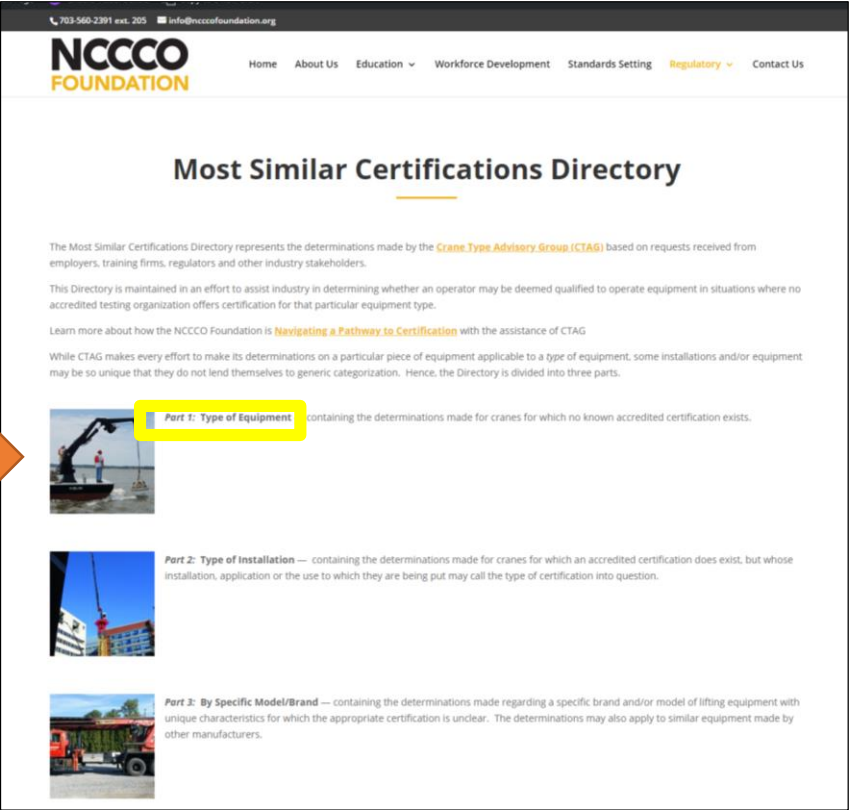 703-560-2391 ext. 205 info@ncccofoundation.org
NCCCO
FOUNDATION
Home About Us Education Workforce Development Standards Setting Regulatory Contact Us
Most Similar Certifications Directory
The Most Similar Certifications Directory represents the determinations made by the Crane Type Advisory Group (CTAG) based on requests received from
employers, training firms, regulators and other industry stakeholders.
This Directory is maintained in an effort to assist industry in determining whether an operator may be deemed qualified to operate equipment in situations where no
accredited testing organization offers certification for that particular equipment type.
Learn more about how the NCCCO Foundation is Navigating a Pathway to Certification with the assistance of CTAG
While CTAG makes every effort to make its determinations on a particular piece of equipment applicable to a type of equipment, some installations and/or equipment
may be so unique that they do not lend themselves to generic categorization. Hence, the Directory is divided into three parts.
Part 1: Type of Equipment containing the determinations made for cranes for which no known accredited certification exists.
Part 2: Type of Installation — containing the determinations made for cranes for which an accredited certification does exist, but whose
installation, application or the use to which they are being put may call the type of certification into question.
Part 3: By Specific Model/Brand — containing the determinations made regarding a specific brand and/or model of lifting equipment with
unique characteristics for which the appropriate certification is unclear. The determinations may also apply to similar equipment made by
other manufacturers.